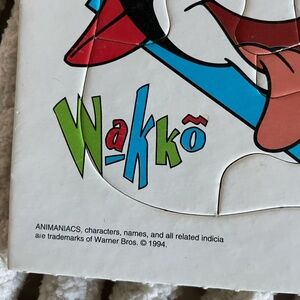 Wakko
ANIMANIACS, characters, names, and all related indicia
are trademarks of Warner Bros. © 1994.